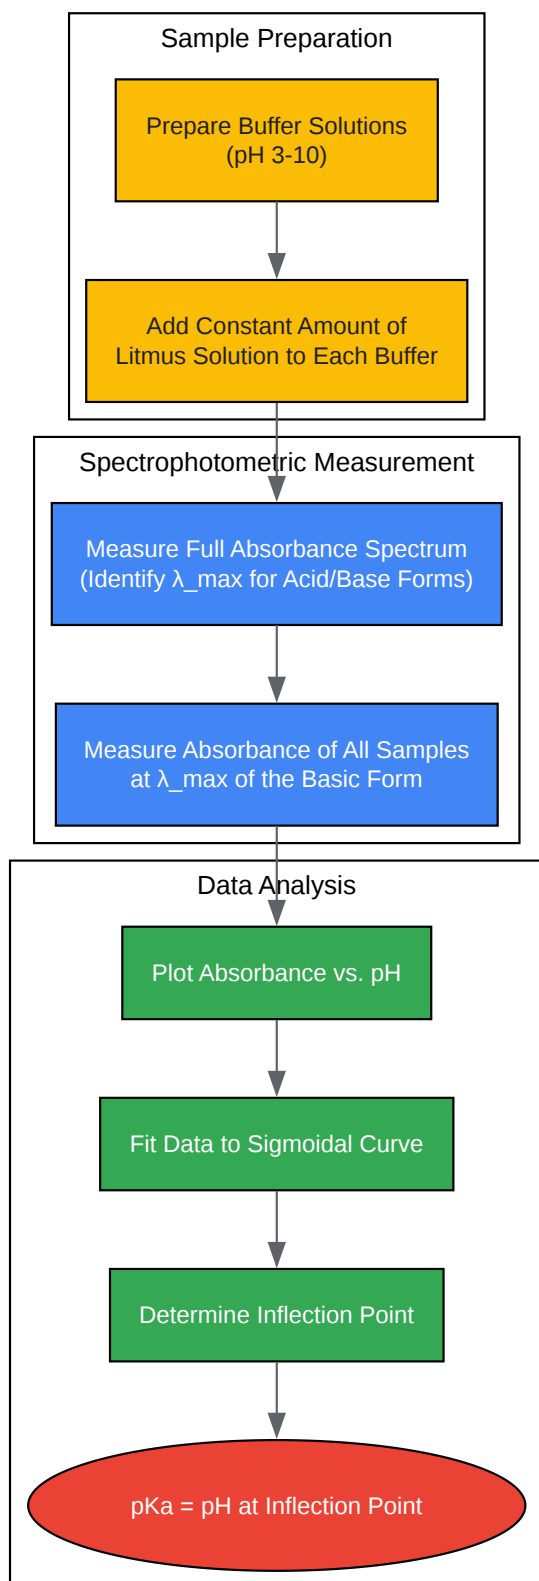 Sample Preparation
Prepare Buffer Solutions
(pH 3-10)
Add Constant Amount of
Litmus Solution to Each Buffer
Spectrophotometric Measurement
Measure Full Absorbance Spectrum
(Identify λ_max for Acid/Base Forms)
Measure Absorbance of All Samples
at λ_max of the Basic Form
Data Analysis
Plot Absorbance vs. pH
Fit Data to Sigmoidal Curve
Determine Inflection Point
pKa = pH at Inflection Point